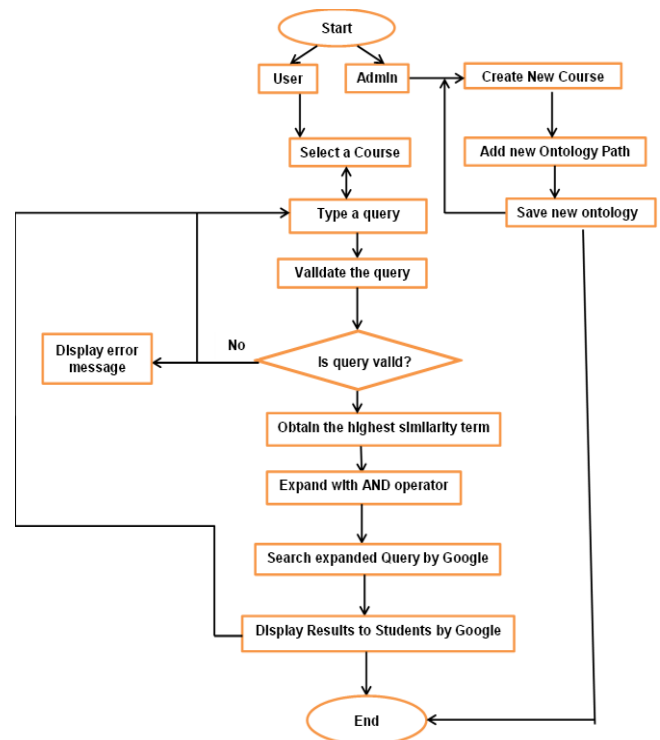 Start
User
Admin
Create New Course
Select a Course
Add new Ontology Path
Type a query
Save new ontology
Validate the query
Display error
message
No
Is query valid?
Obtain the highest similarity term
Expand with AND operator
Search expanded Query by Google
Display Results to Students by Google
End